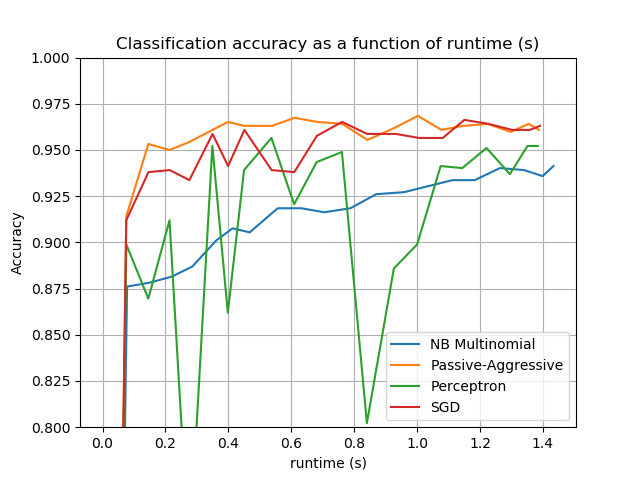 Classification accuracy as a function of runtime (s)
1.000
0.975
0.950
0.925
0.900
0.875
0.850
0.825
0.800
Accuracy
NB Multinomial
Passive-Aggressive
Perceptron
SGD
0.0 0.2 0.4 0.6 0.8 1.0 1.2 1.4
runtime (s)